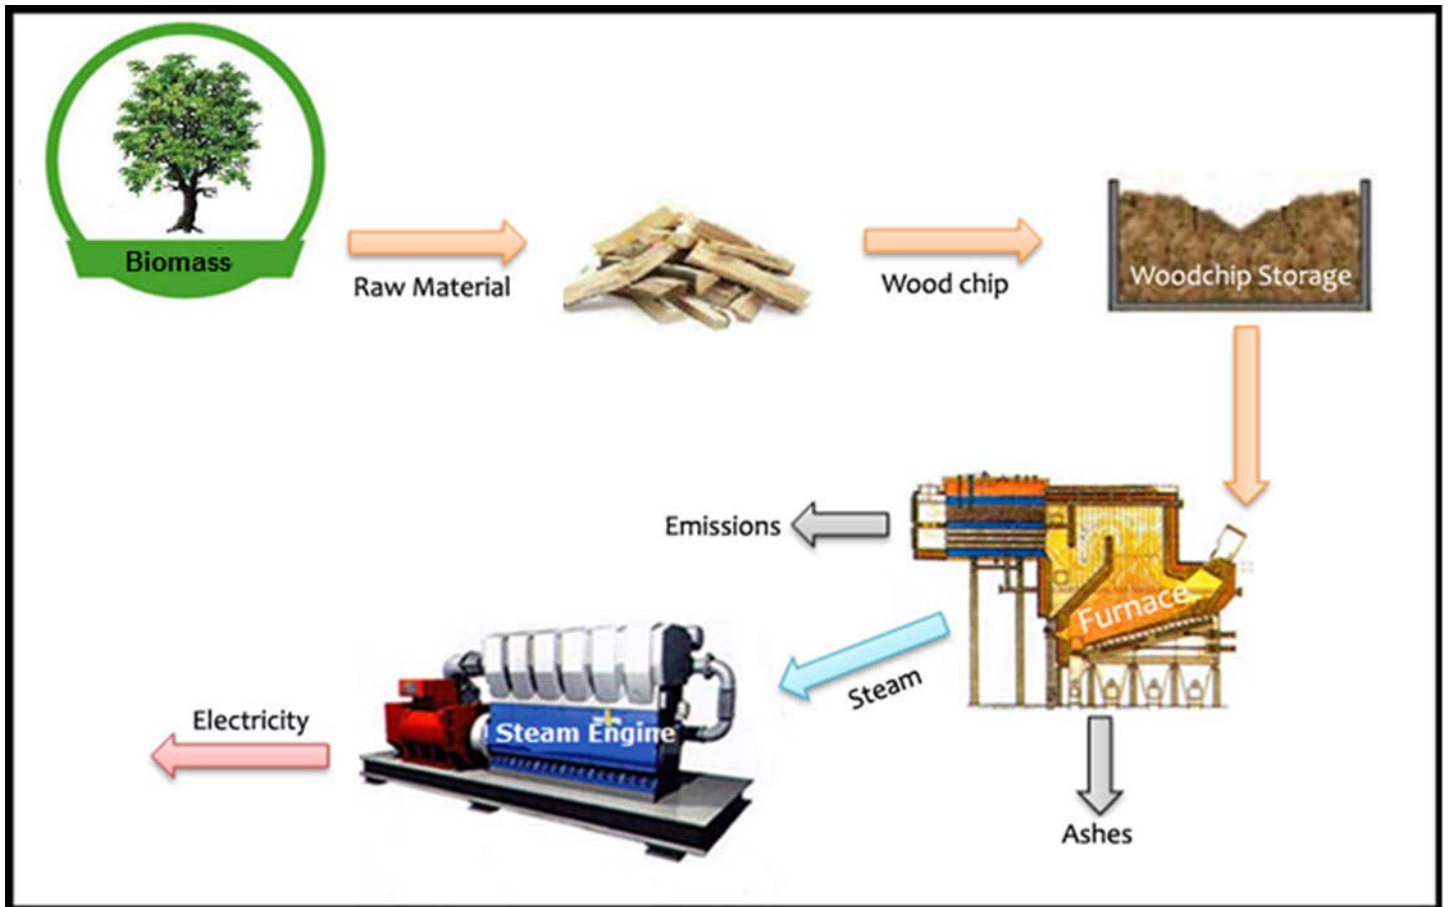 Biomass
Raw Material
Wood chip
Woodchip Storage
Emissions
Furnace
Steam
Steam Engine
Electricity
Ashes